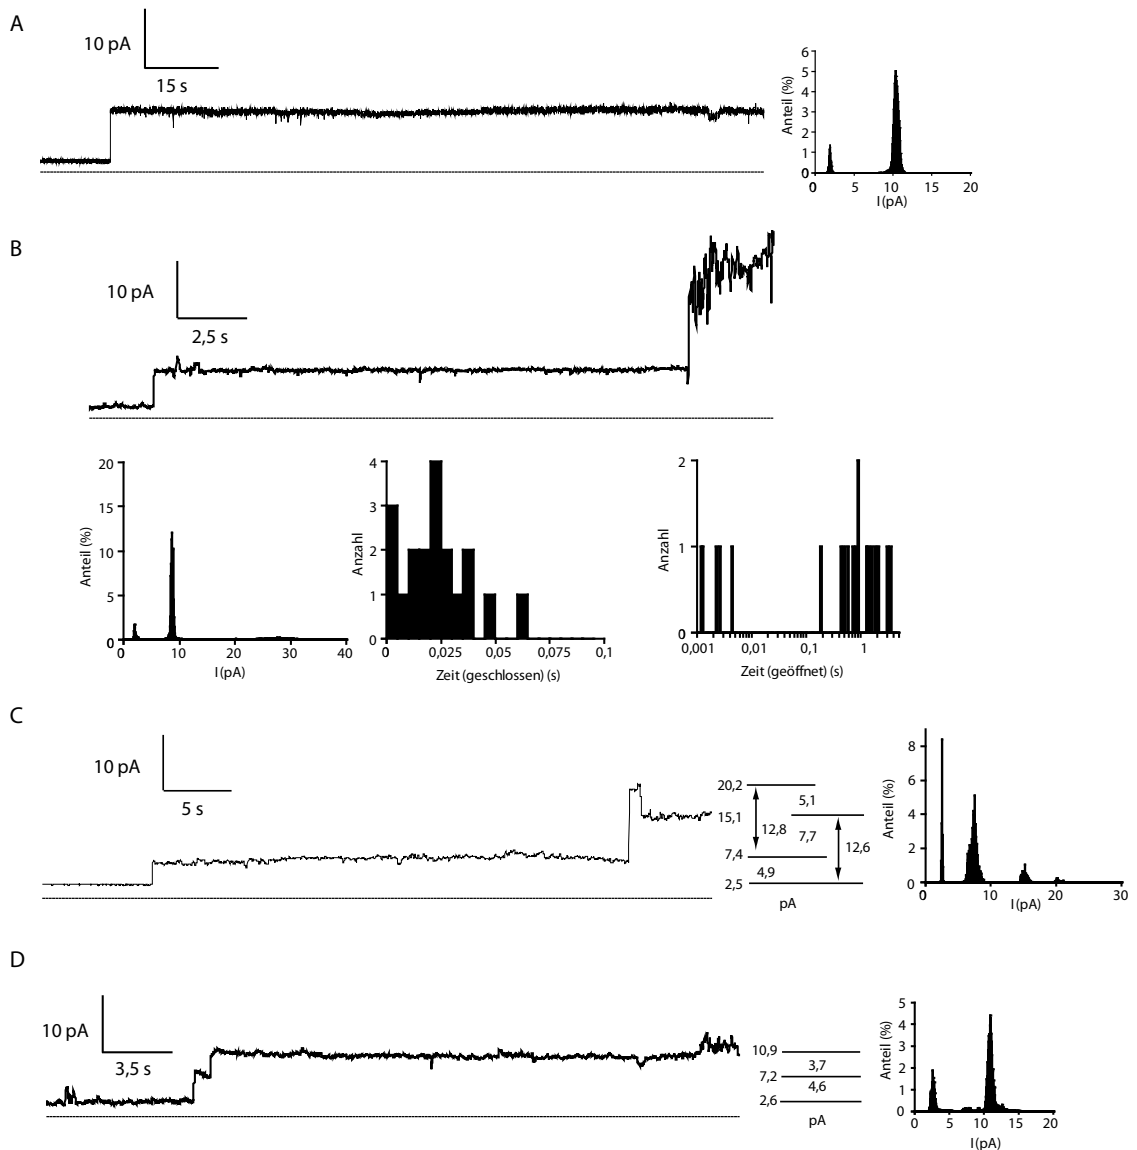 A
10 pA
15 s
Anteil (%)
6
5
4
3
2
1
0
0 5 10 15 20
I(pA)
B
10 pA
2,5 s
Anteil (%)
20
15
10
5
0
0 10 20 30 40
I(pA)
Anzahl
4
3
2
1
0
0 0,025 0,05 0,075 0,1
Zeit (geschlossen) (s)
Anzahl
2
1
0
0,001 0,01 0,1 1
Zeit (geöffnet) (s)
C
10 pA
5 s
20,2
5,1
15,1
12,8 7,7 12,6
7,4
4,9
2,5
pA
Anteil (%)
8
6
4
2
0
0 10 20 30
I(pA)
D
10 pA
3,5 s
10,9
3,7
7,2
4,6
2,6
pA
Anteil (%)
5
4
3
2
1
0
0 5 10 15 20
I(pA)